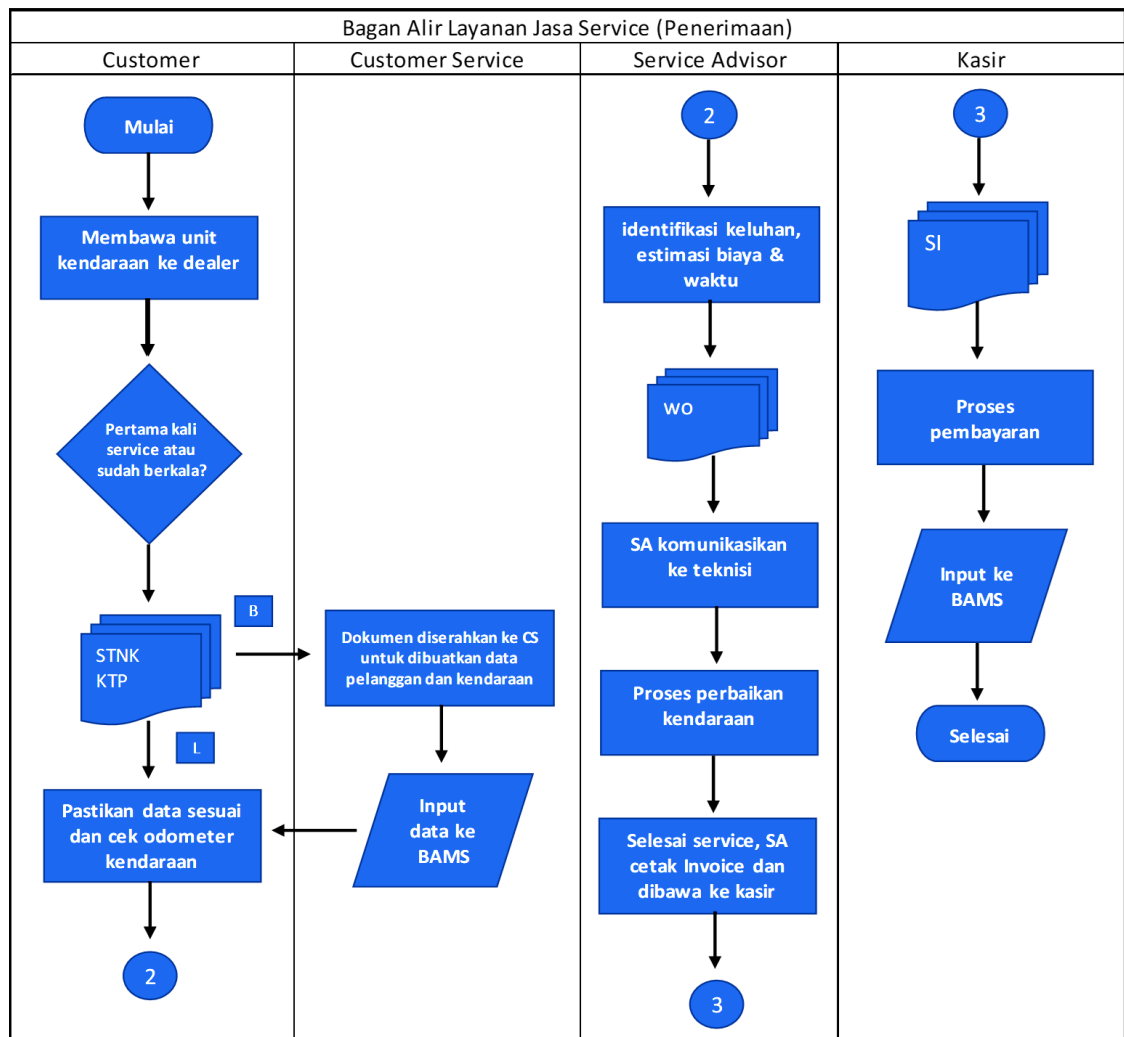 Bagan Alir Layanan Jasa Service (Penerimaan)
Customer
Customer Service
Service Advisor
Kasir
Mulai
Membawa unit
kendaraan ke dealer
Pertama kali
service atau
sudah berkala?
STNK
KTP
B
L
Pastikan data sesuai
dan cek odometer
kendaraan
2
Dokumen diserahkan ke CS
untuk dibuatkan data
pelanggan dan kendaraan
Input
data ke
BAMS
2
identifikasi keluhan,
estimasi biaya &
waktu
WO
SA komunikasikan
ke teknisi
Proses perbaikan
kendaraan
Selesai service, SA
cetak Invoice dan
dibawa ke kasir
3
3
SI
Proses
pembayaran
Input ke
BAMS
Selesai